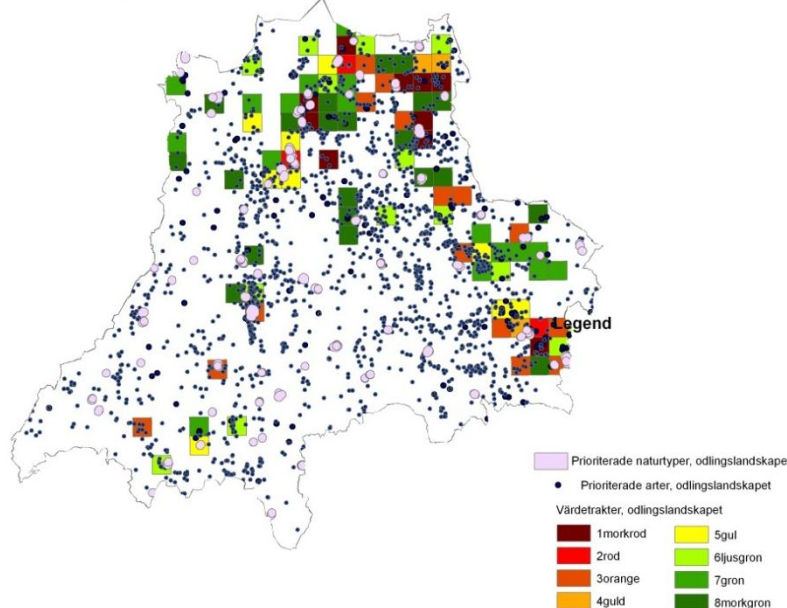 Legend
Prioriterade naturtyper, odlingslandskape
Prioriterade arter, odlingslandskapet
Värdetrakter, odlingslandskapet
1morkrod
2rod
3orange
4guld
5gul
6ljusgron
7gron
8morkgron